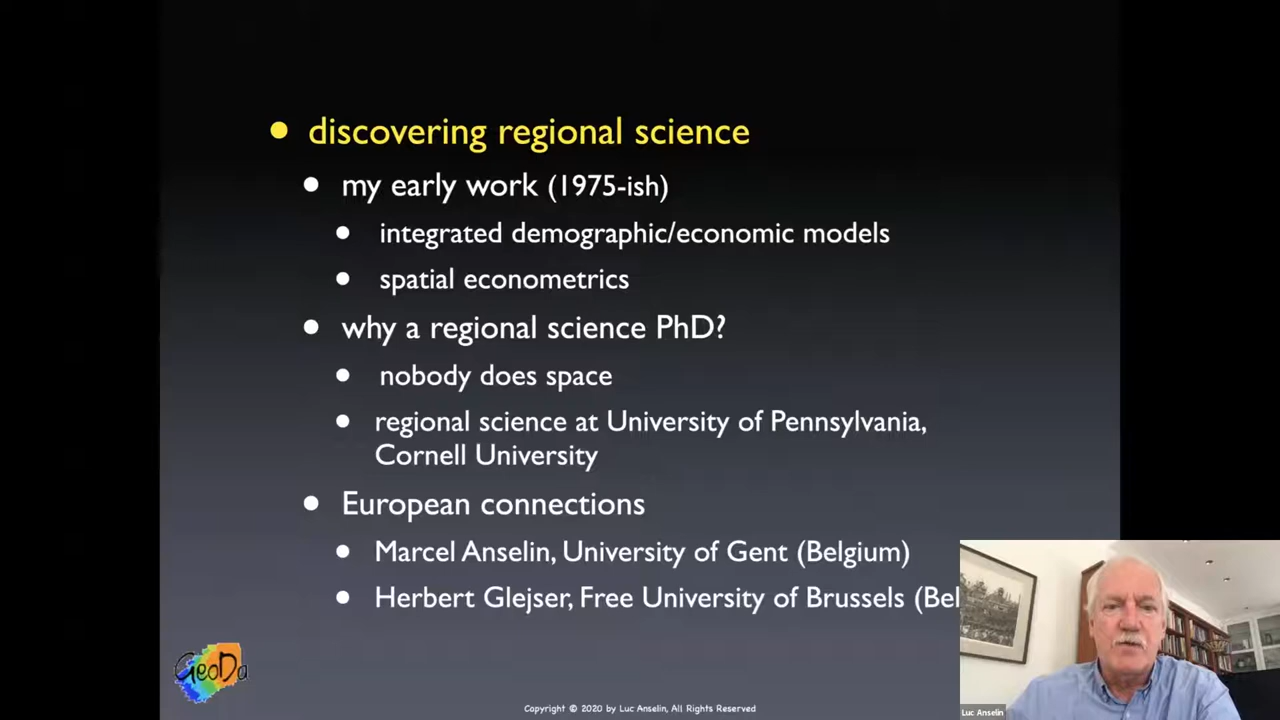 discovering regional science
my early work (1975-ish)
integrated demographic/economic models
spatial econometrics
why a regional science PhD?
nobody does space
regional science at University of Pennsylvania,
Cornell University
European connections
Marcel Anselin, University of Gent (Belgium)
Herbert Glejser, Free University of Brussels (Bel
GeoDa
Copyright © 2020 by Luc Anselin, All Rights Reserved
Luc Anselin